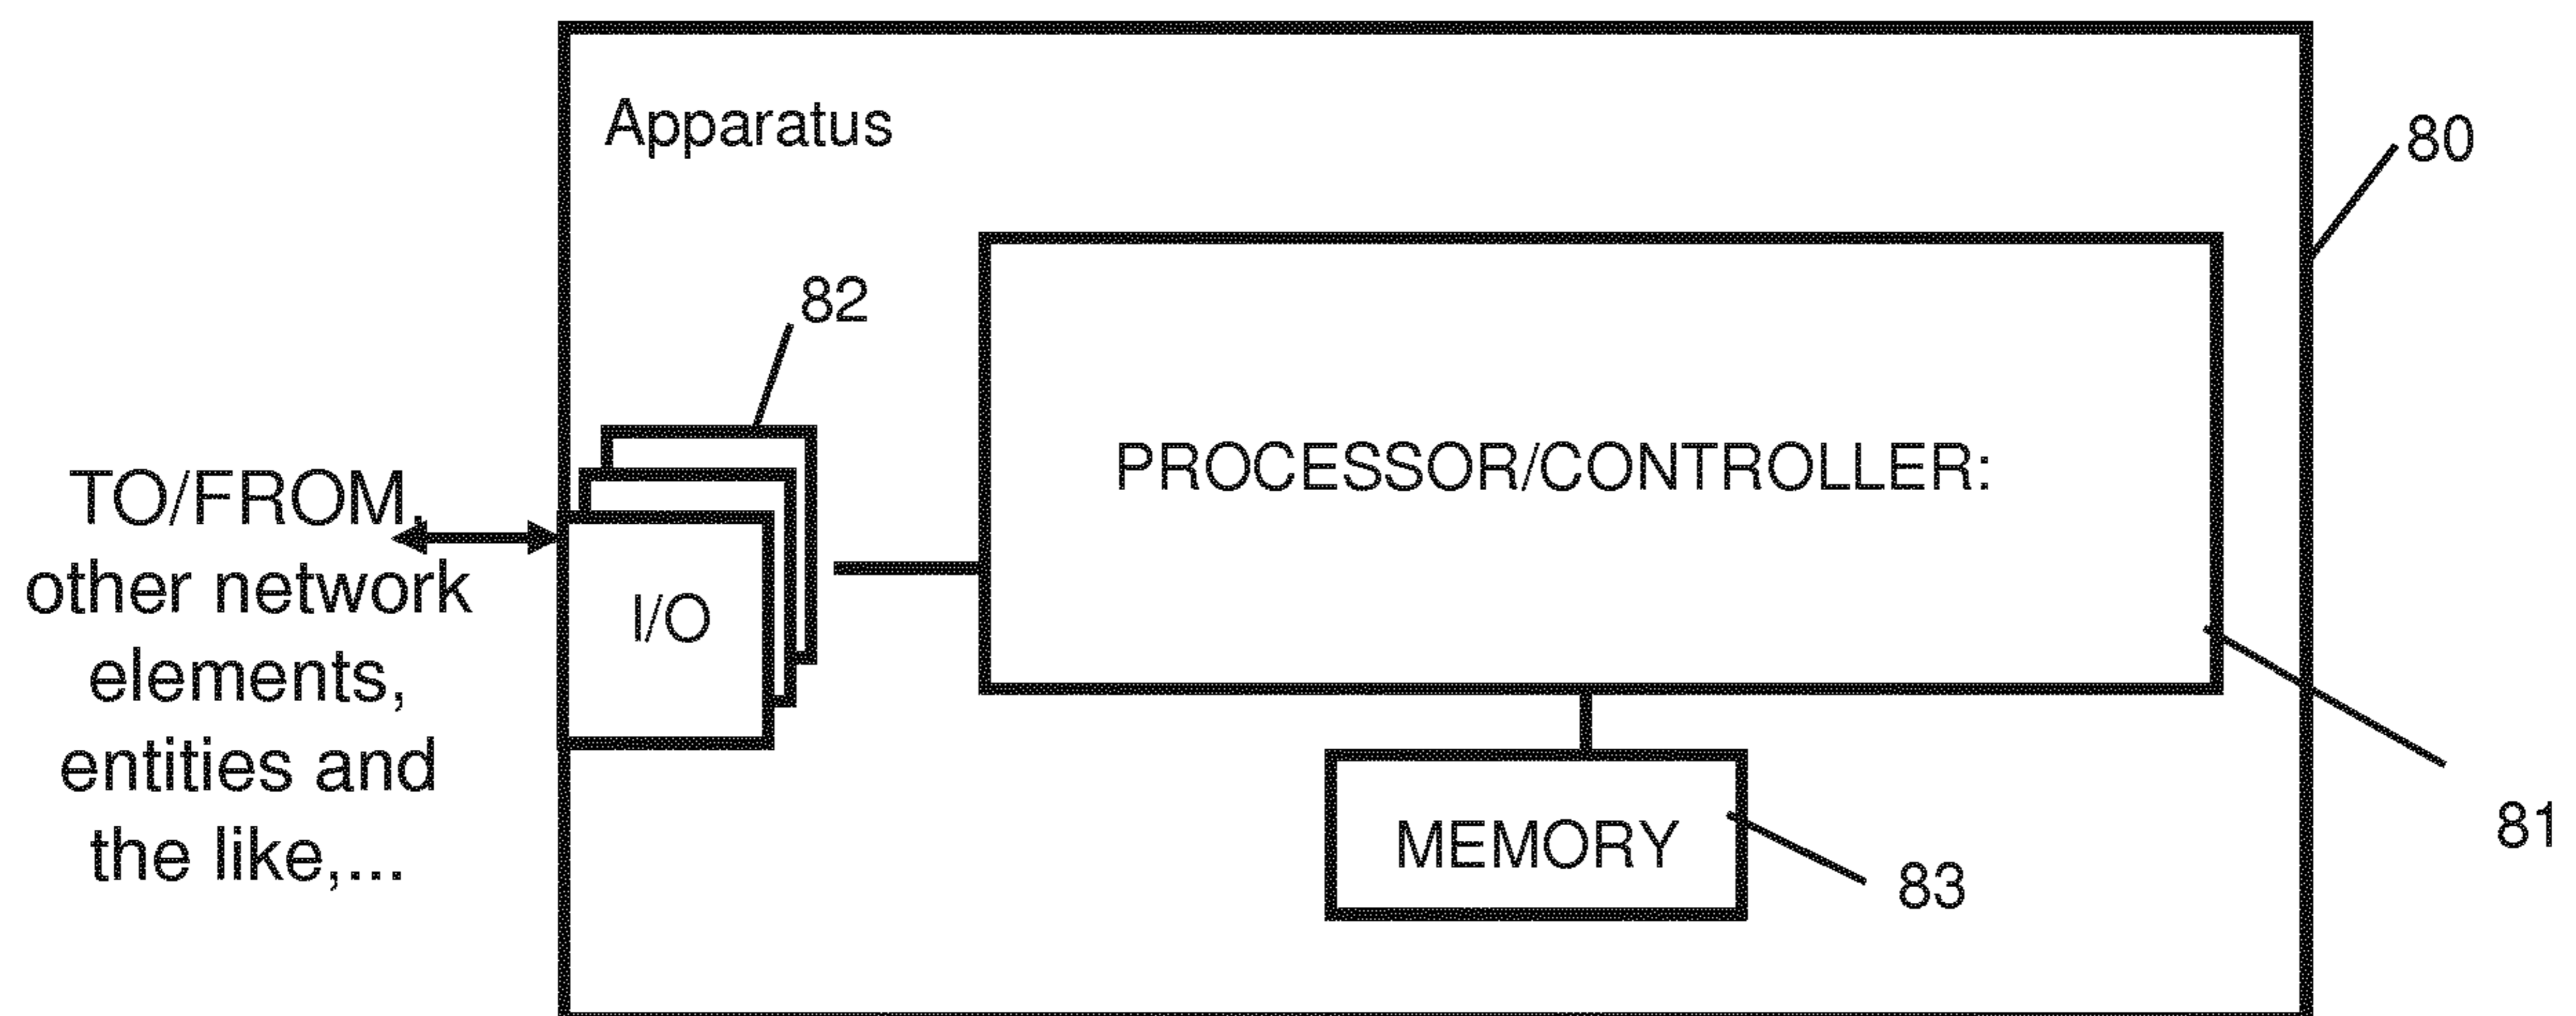 Apparatus
80
82
PROCESSOR/CONTROLLER:
TO/FROM,
other network
elements,
entities and
the like,...
I/O
MEMORY
81
83